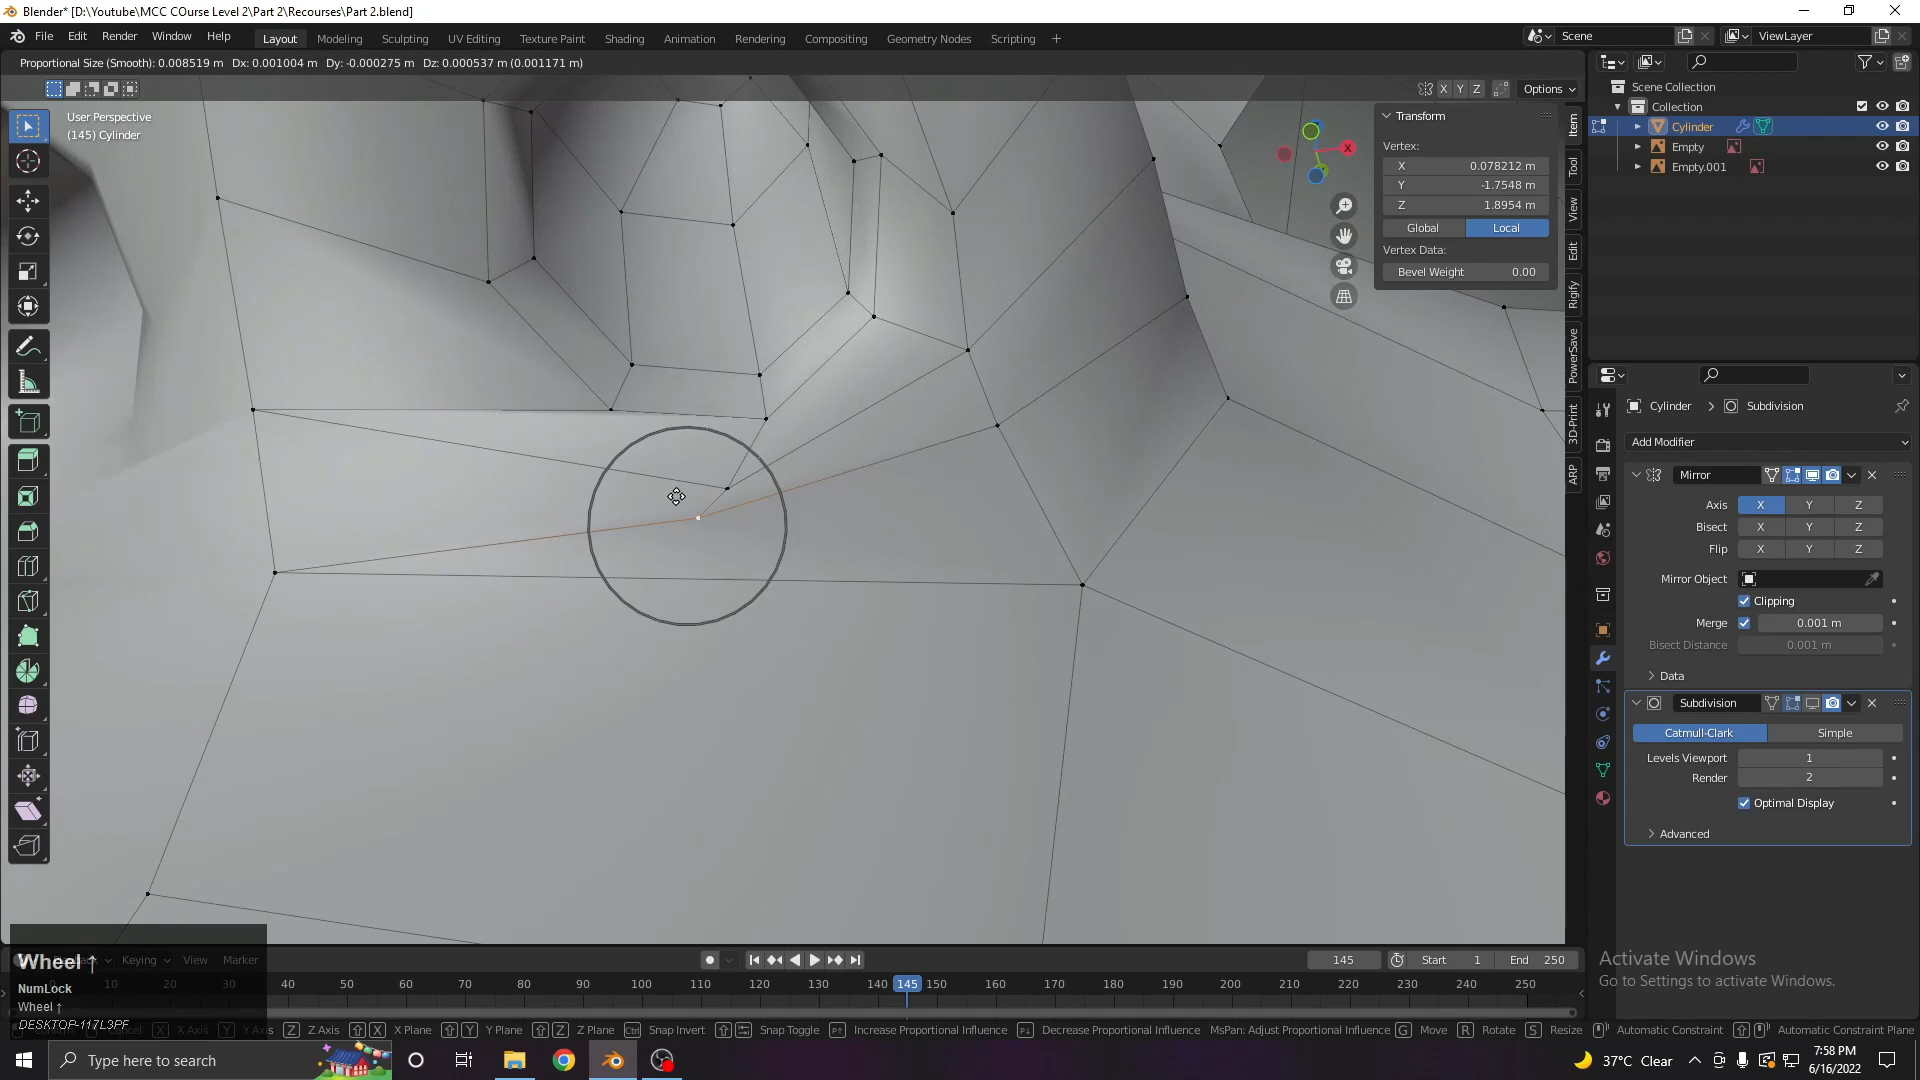 Blender* [D:\Youtube\MCC COurse Level 2\Part 2\Recourses\Part 2.blend]
File Edit Render Window Help Layout Modeling Sculpting UV Editing Texture Paint Shading Animation Rendering Compositing Geometry Nodes Scripting + Scene ViewLayer
Proportional Size (Smooth): 0.008519 m Dx: 0.001004 m Dy: -0.000275 m Dz: 0.000537 m (0.001171 m)
X Y Z Options
User Perspective
(145) Cylinder
Transform
Vertex:
X 0.078212 m
Y -1.7548 m
Z 1.8954 m
Global Local
Vertex Data:
Bevel Weight 0.00
X
Item
Tool
View
Edit
Rigify
PowerSave
3D-Print
ARP
Scene Collection
Collection
Cylinder
Empty
Empty.001
Cylinder > Subdivision
Add Modifier
Mirror
Axis X Y Z
Bisect X Y Z
Flip X Y Z
Mirror Object
Clipping
Merge 0.001 m
Bisect Distance 0.001 m
Data
Subdivision
Catmull-Clark Simple
Levels Viewport 1
Render 2
Optimal Display
Advanced
Activate Windows
Go to Settings to activate Windows.
Wheel ↑
NumLock
Wheel ↑
DESKTOP-117L3PF
Keying View Marker 145 Start 1 End 250
10 20 30 40 50 60 70 80 90 100 110 120 130 140 145 150 160 170 180 190 200 210 220 230 240 250
X X Axis Y Y Axis Z Z Axis X X Plane Y Y Plane Z Z Plane Ctrl Snap Invert Snap Toggle Increase Proportional Influence Decrease Proportional Influence MsPan: Adjust Proportional Influence G Move R Rotate S Resize Automatic Constraint Automatic Constraint Plane
Type here to search 37°C Clear 7:58 PM
6/16/2022